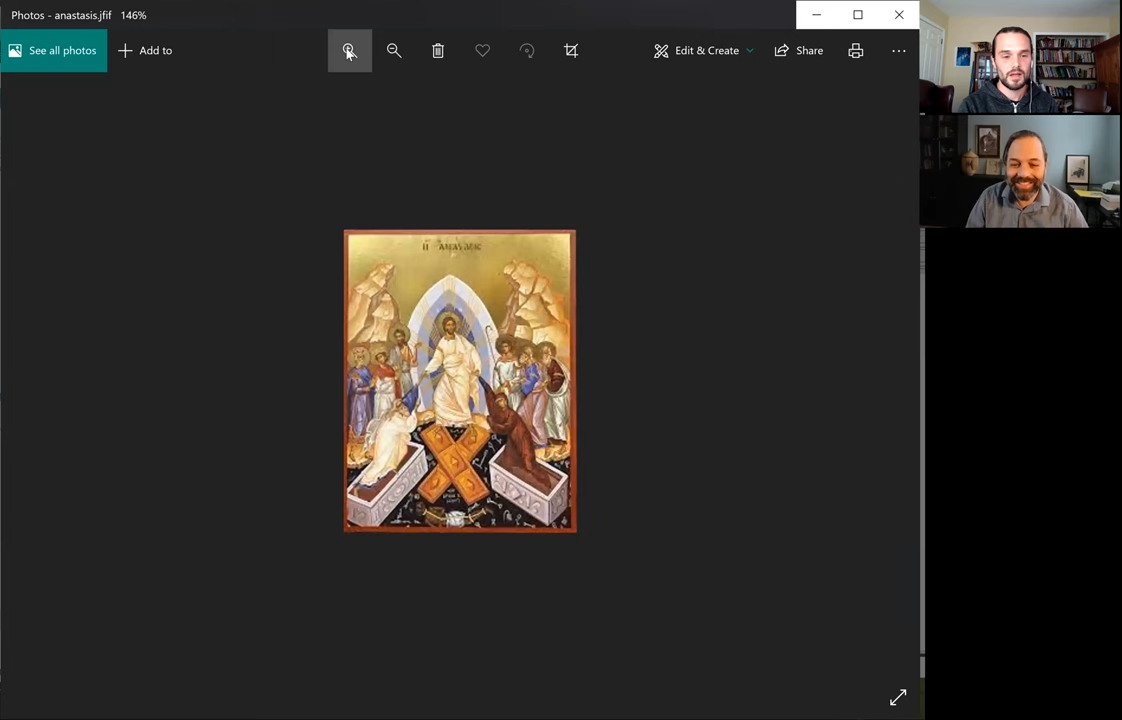 Photos - anastasis.jfif 146%
See all photos
Add to
Edit & Create
Share